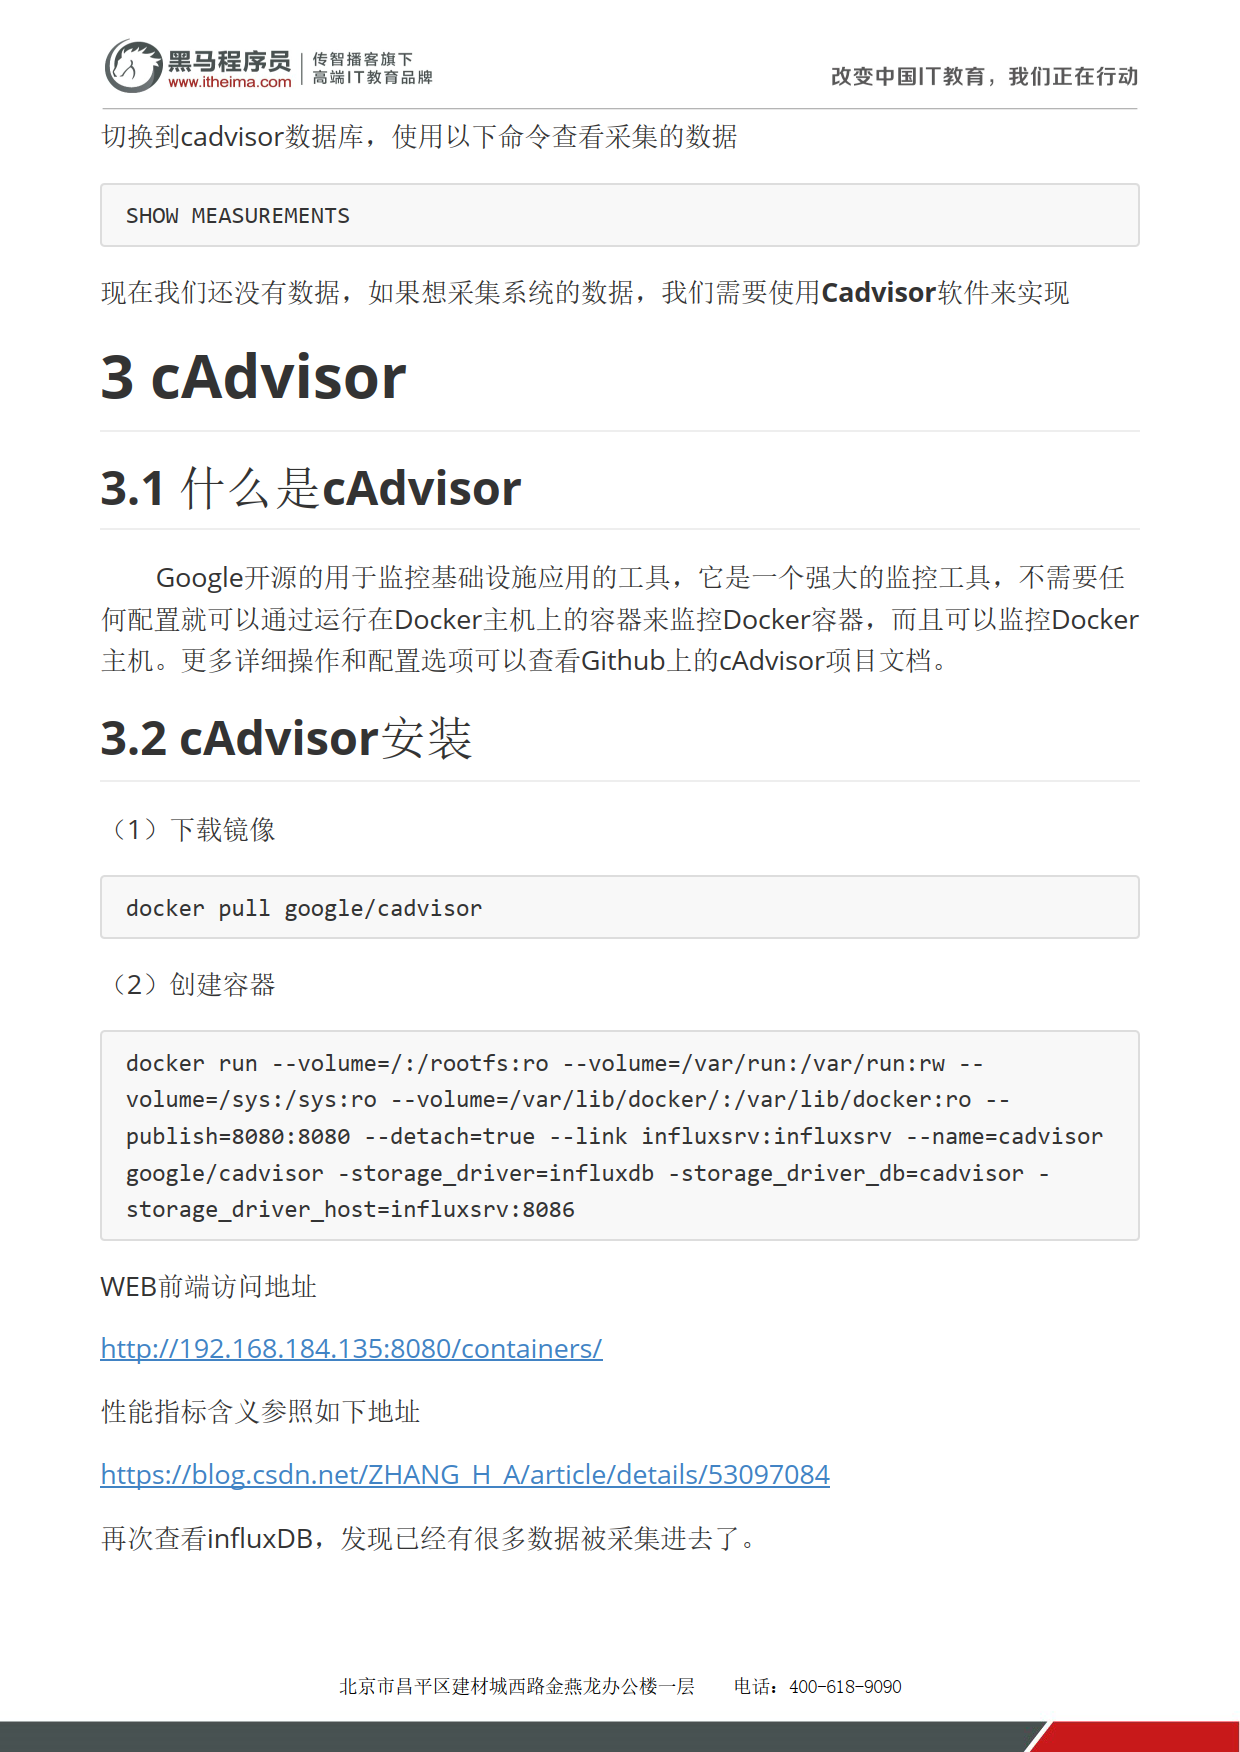 黑马程序员
www.itheima.com
传智播客旗下
高端IT教育品牌
改变中国IT教育，我们正在行动
切换到cadvisor数据库，使用以下命令查看采集的数据
SHOW MEASUREMENTS
现在我们还没有数据，如果想采集系统的数据，我们需要使用Cadvisor软件来实现
3 cAdvisor
3.1 什么是cAdvisor
Google开源的用于监控基础设施应用的工具，它是一个强大的监控工具，不需要任
何配置就可以通过运行在Docker主机上的容器来监控Docker容器，而且可以监控Docker
主机。更多详细操作和配置选项可以查看Github上的cAdvisor项目文档。
3.2 cAdvisor安装
（1）下载镜像
docker pull google/cadvisor
（2）创建容器
docker run --volume=/:/rootfs:ro --volume=/var/run:/var/run:rw --
volume=/sys:/sys:ro --volume=/var/lib/docker/:/var/lib/docker:ro --
publish=8080:8080 --detach=true --link influxsrv:influxsrv --name=cadvisor
google/cadvisor -storage_driver=influxdb -storage_driver_db=cadvisor -
storage_driver_host=influxsrv:8086
WEB前端访问地址
http://192.168.184.135:8080/containers/
性能指标含义参照如下地址
https://blog.csdn.net/ZHANG_H_A/article/details/53097084
再次查看influxDB，发现已经有很多数据被采集进去了。
北京市昌平区建材城西路金燕龙办公楼一层 电话：400-618-9090